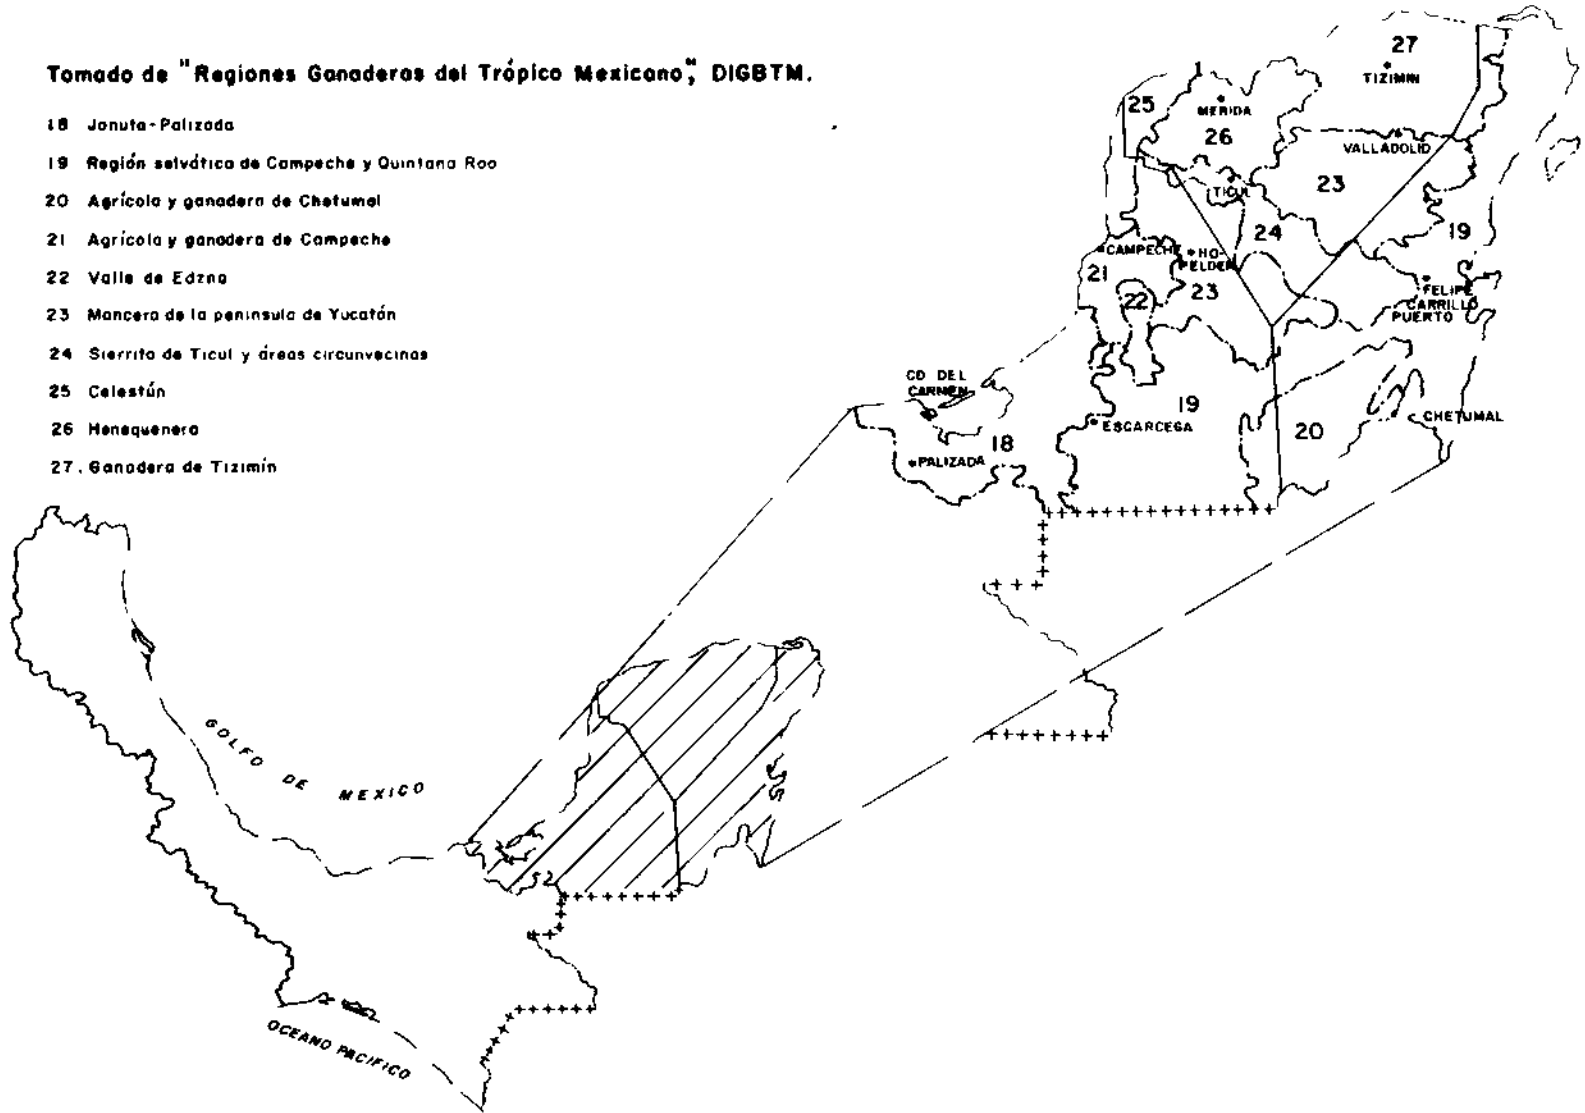 Tomado de "Regiones Ganaderas del Trópico Mexicano", DIGBTM.
18 Jonuta-Palizada
19 Región selvática de Campeche y Quintana Roo
20 Agrícola y ganadera de Chetumal
21 Agrícola y ganadera de Campeche
22 Valle de Edzna
23 Mancera de la península de Yucatán
24 Sierrita de Ticul y áreas circunvecinas
25 Celestún
26 Henequenera
27. Ganadera de Tizimín
27
TIZIMIN
25
MERIDA
26
VALLADOLID
TICUL
23
24
19
CAMPECHE
HO-
PELDEN
21
22
23
FELIPE
CARRILLO
PUERTO
CD DEL
CARMEN
19
ESCARCEGA
CHETUMAL
20
18
PALIZADA
GOLFO DE MEXICO
OCEANO PACIFICO